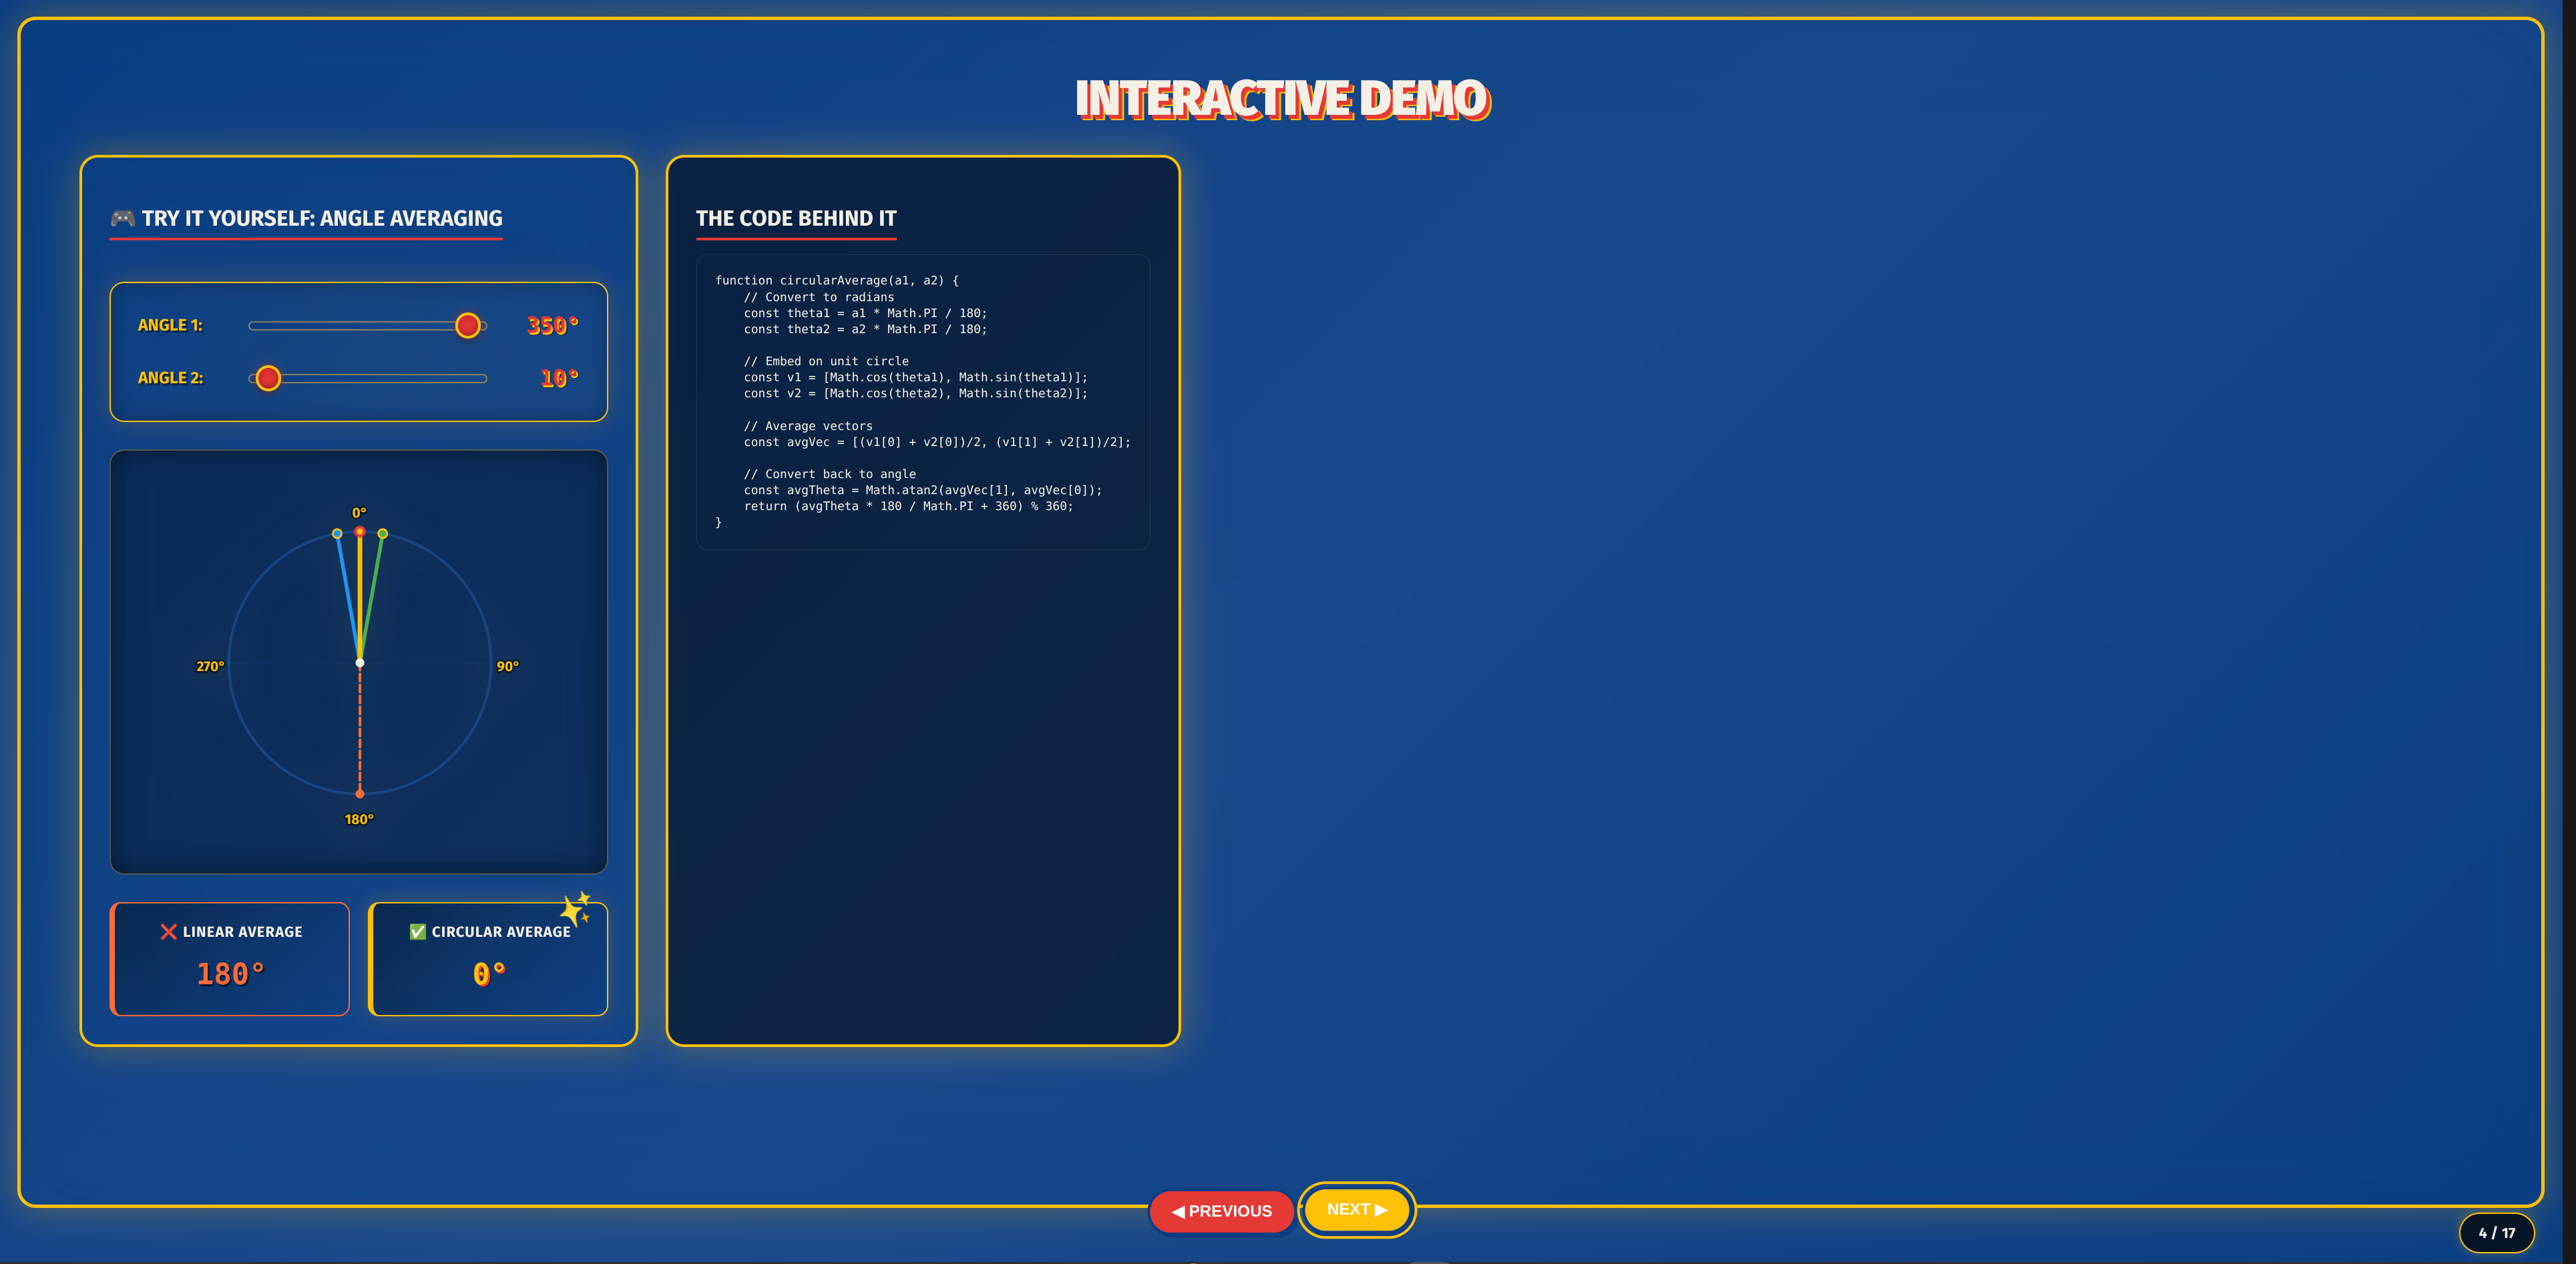 INTERACTIVE DEMO
🎮 TRY IT YOURSELF: ANGLE AVERAGING
ANGLE 1: 350°
ANGLE 2: 10°
0°
270° 90°
180°
❌ LINEAR AVERAGE
180°
✅ CIRCULAR AVERAGE
0°
THE CODE BEHIND IT
function circularAverage(a1, a2) {
    // Convert to radians
    const theta1 = a1 * Math.PI / 180;
    const theta2 = a2 * Math.PI / 180;

    // Embed on unit circle
    const v1 = [Math.cos(theta1), Math.sin(theta1)];
    const v2 = [Math.cos(theta2), Math.sin(theta2)];

    // Average vectors
    const avgVec = [(v1[0] + v2[0])/2, (v1[1] + v2[1])/2];

    // Convert back to angle
    const avgTheta = Math.atan2(avgVec[1], avgVec[0]);
    return (avgTheta * 180 / Math.PI + 360) % 360;
}
◀ PREVIOUS
NEXT ▶
4 / 17